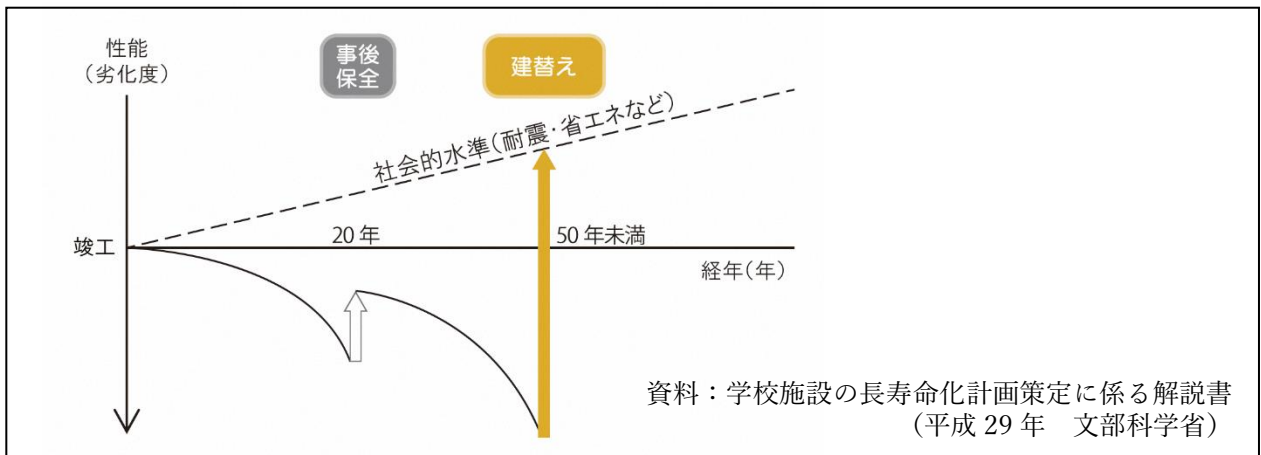 性能
（劣化度）
事後
保全
建替え
社会的水準（耐震・省エネなど）
竣工
20年
50年未満
経年（年）
資料：学校施設の長寿命化計画策定に係る解説書
（平成 29 年　文部科学省）